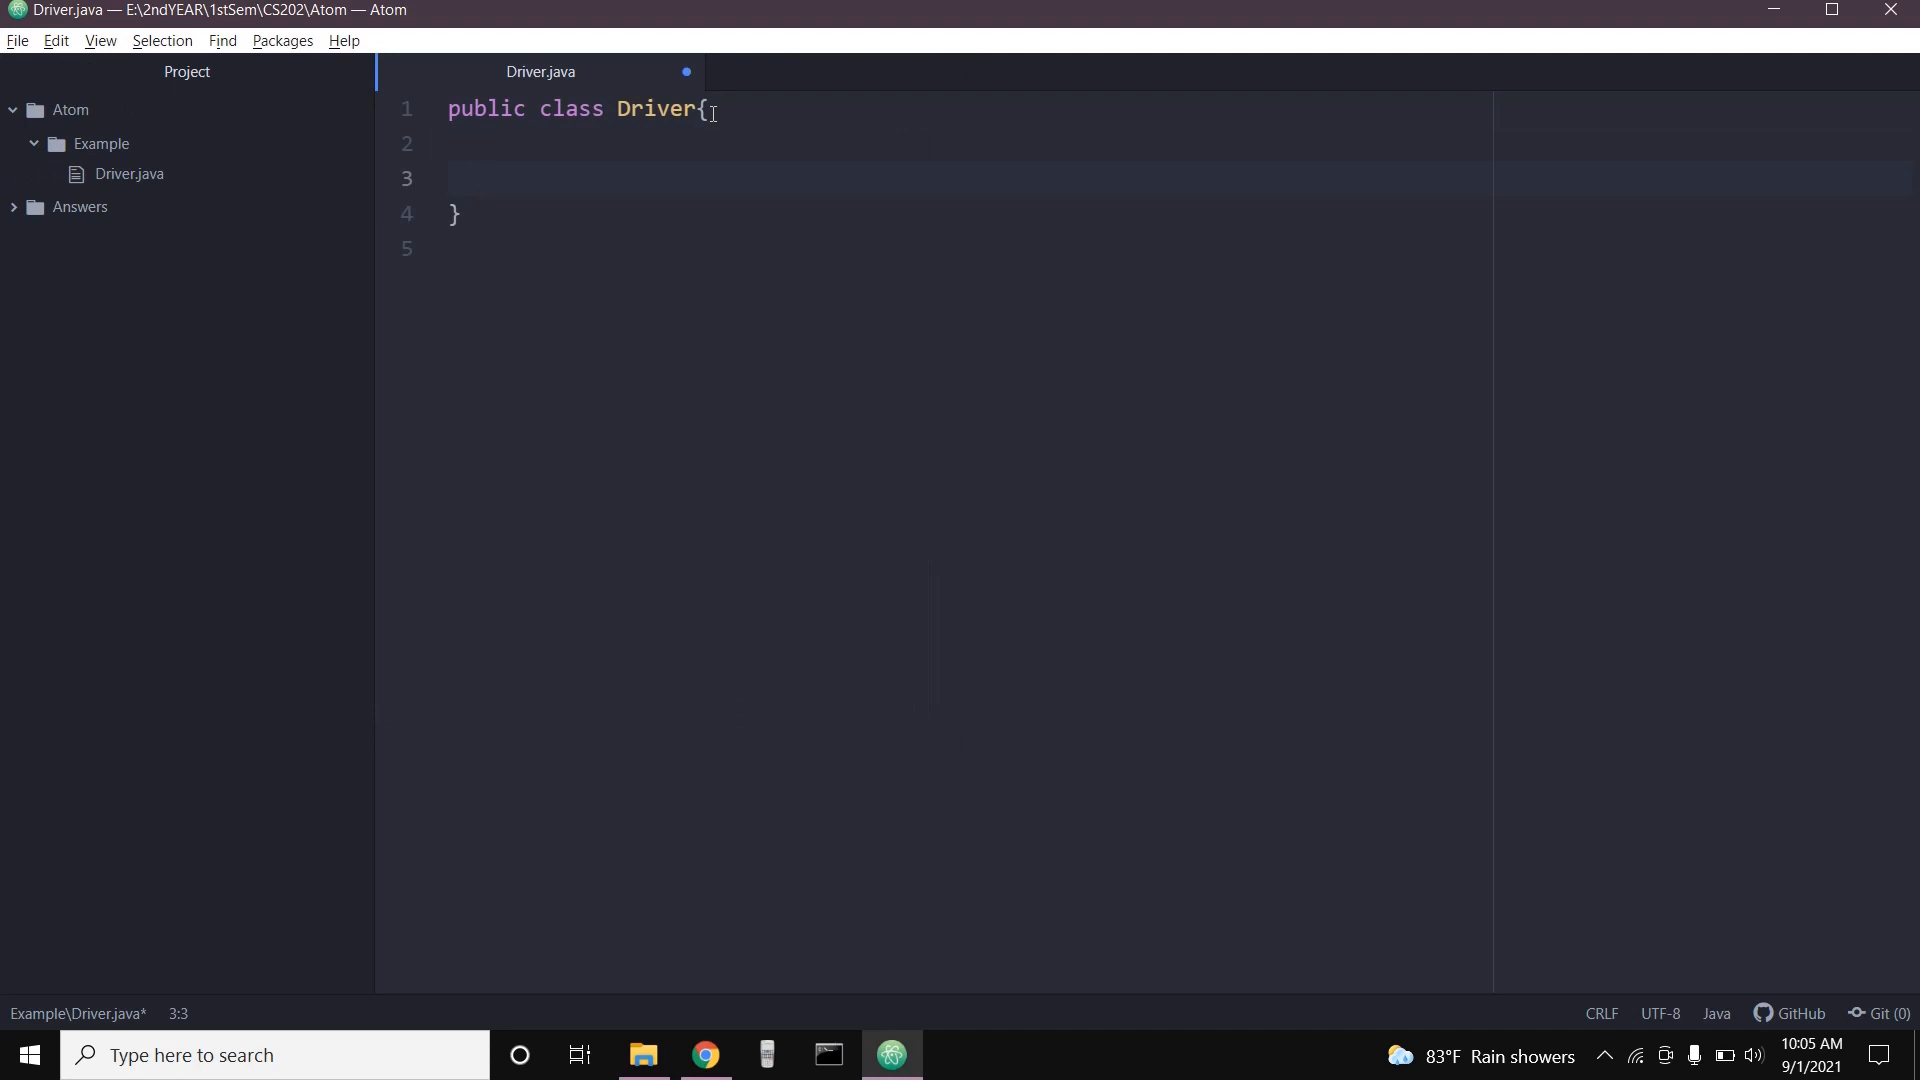 Driver.java — E:\2ndYEAR\1stSem\CS202\Atom — Atom
File Edit View Selection Find Packages Help
Project
Driver.java
Atom
Example
Driver.java
Answers
1 public class Driver{
2
3
4 }
5
Example\Driver.java* 3:3
CRLF UTF-8 Java GitHub Git (0)
Type here to search
83°F Rain showers
10:05 AM
9/1/2021